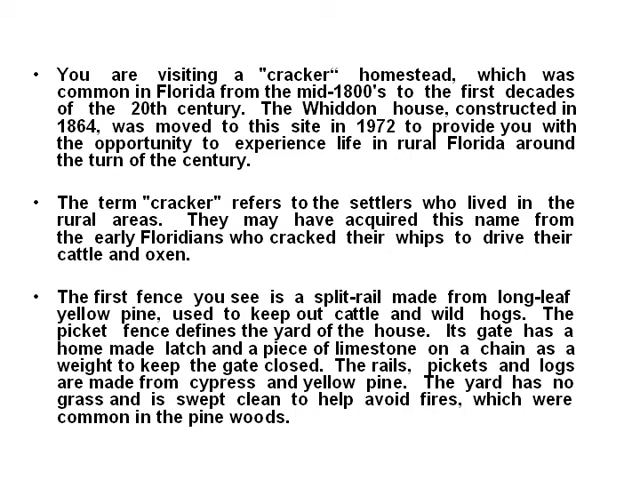 • You are visiting a "cracker“ homestead, which was
common in Florida from the mid-1800's to the first decades
of the 20th century. The Whiddon house, constructed in
1864, was moved to this site in 1972 to provide you with
the opportunity to experience life in rural Florida around
the turn of the century.
• The term "cracker" refers to the settlers who lived in the
rural areas. They may have acquired this name from
the early Floridians who cracked their whips to drive their
cattle and oxen.
• The first fence you see is a split-rail made from long-leaf
yellow pine, used to keep out cattle and wild hogs. The
picket fence defines the yard of the house. Its gate has a
home made latch and a piece of limestone on a chain as a
weight to keep the gate closed. The rails, pickets and logs
are made from cypress and yellow pine. The yard has no
grass and is swept clean to help avoid fires, which were
common in the pine woods.